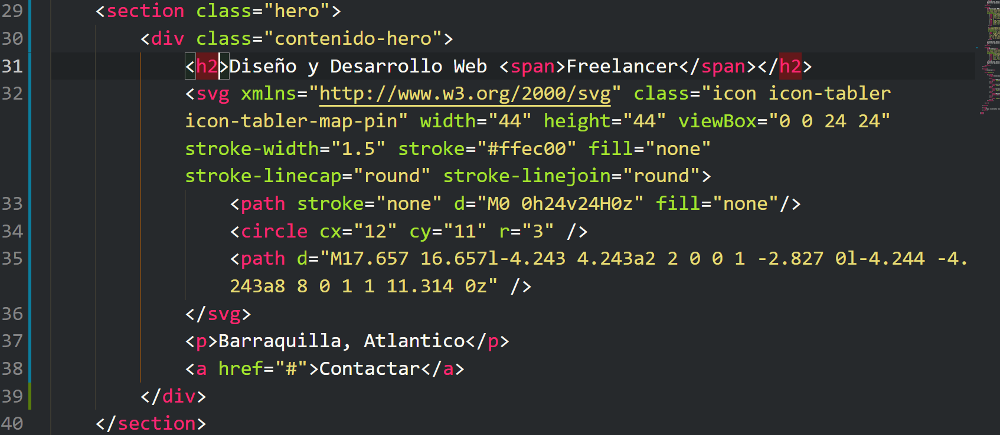 29 <section class="hero">
30 <div class="contenido-hero">
31 <h2>Diseño y Desarrollo Web <span>Freelancer</span></h2>
32 <svg xmlns="http://www.w3.org/2000/svg" class="icon icon-tabler
icon-tabler-map-pin" width="44" height="44" viewBox="0 0 24 24"
stroke-width="1.5" stroke="#ffec00" fill="none"
stroke-linecap="round" stroke-linejoin="round">
33 <path stroke="none" d="M0 0h24v24H0z" fill="none"/>
34 <circle cx="12" cy="11" r="3" />
35 <path d="M17.657 16.657l-4.243 4.243a2 2 0 0 1 -2.827 0l-4.244 -4.
243a8 8 0 1 1 11.314 0z" />
36 </svg>
37 <p>Barraquilla, Atlantico</p>
38 <a href="#">Contactar</a>
39 </div>
40 </section>